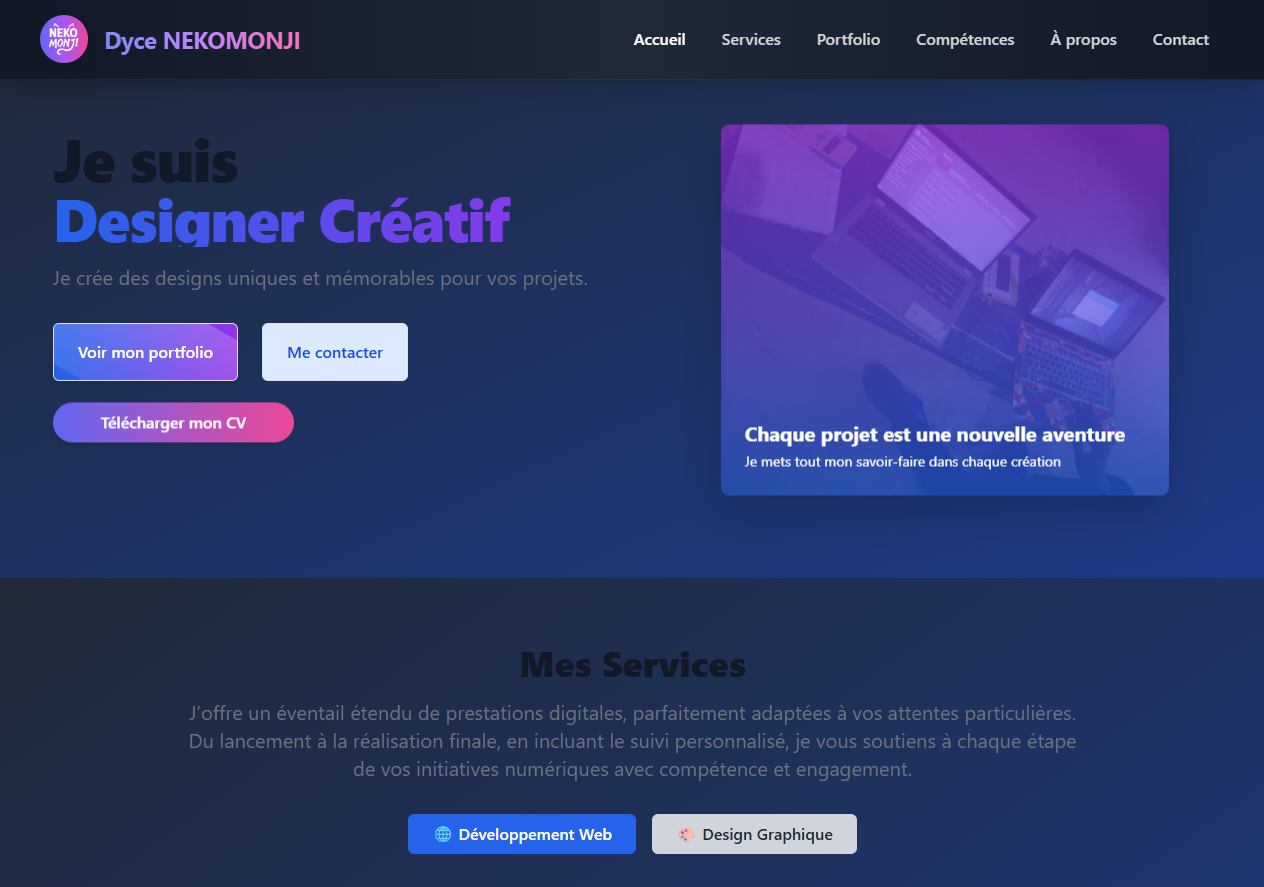 NEKO
MONJI
Dyce NEKOMONJI
Accueil Services Portfolio Compétences À propos Contact
Je suis
Designer Créatif
Je crée des designs uniques et mémorables pour vos projets.
Voir mon portfolio Me contacter
Télécharger mon CV
Chaque projet est une nouvelle aventure
Je mets tout mon savoir-faire dans chaque création
Mes Services
J’offre un éventail étendu de prestations digitales, parfaitement adaptées à vos attentes particulières.
Du lancement à la réalisation finale, en incluant le suivi personnalisé, je vous soutiens à chaque étape
de vos initiatives numériques avec compétence et engagement.
🌐 Développement Web 🎨 Design Graphique